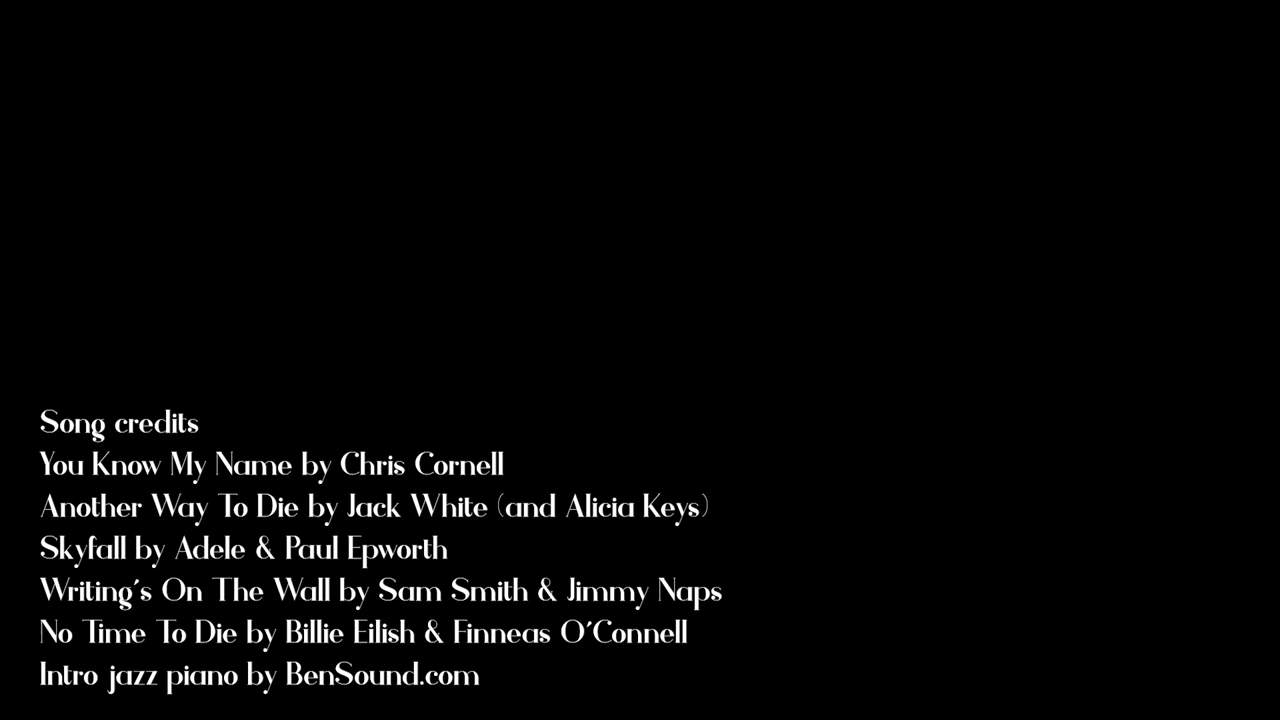 Song credits
You Know My Name by Chris Cornell
Another Way To Die by Jack White (and Alicia Keys)
Skyfall by Adele & Paul Epworth
Writing's On The Wall by Sam Smith & Jimmy Naps
No Time To Die by Billie Eilish & Finneas O'Connell
Intro jazz piano by BenSound.com